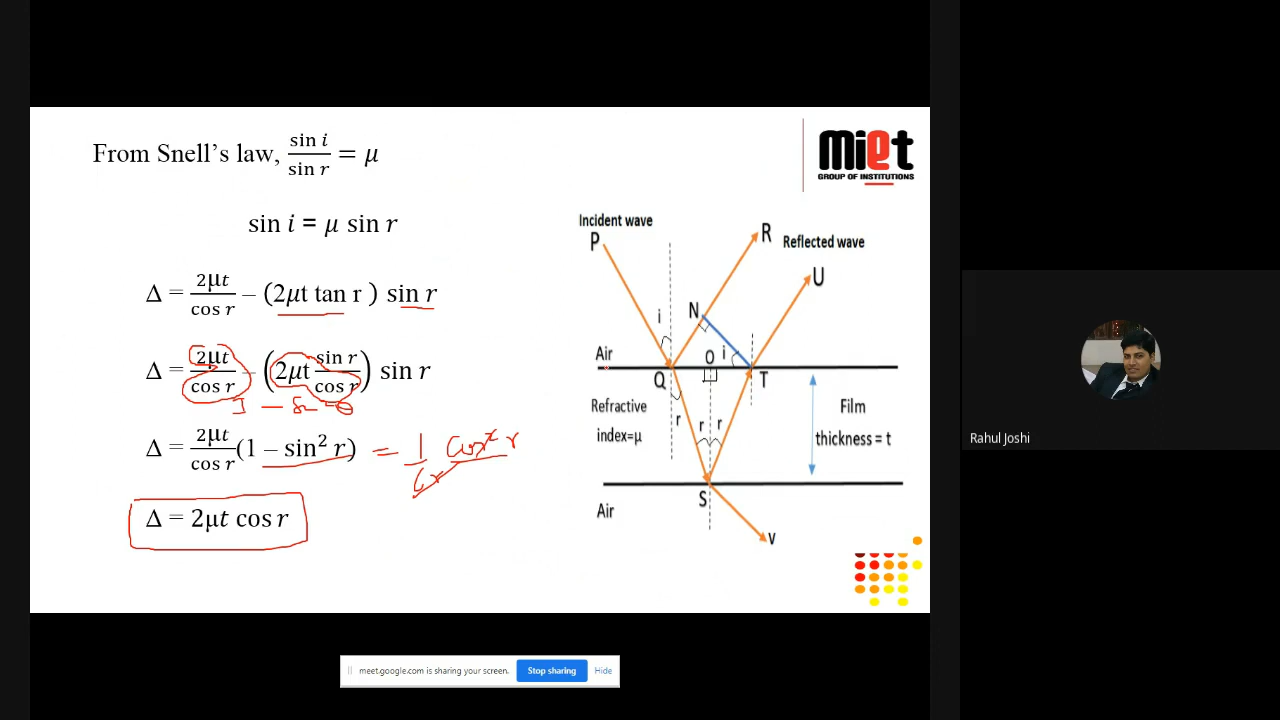 From Snell's law, sin i / sin r = μ
sin i = μ sin r
Δ = 2μt / cos r – (2μt tan r ) sin r
Δ = 2μt / cos r – (2μt sin r / cos r) sin r
Δ = 2μt / cos r (1 – sin² r) = 1 / cos² r
Δ = 2μt cos r
miet
GROUP OF INSTITUTIONS
Incident wave
P
R
Reflected wave
U
N
i
Air
O
i
Q
T
Refractive
index=μ
r
r
r
Film
thickness = t
S
Air
v
Rahul Joshi
meet.google.com is sharing your screen.
Stop sharing
Hide